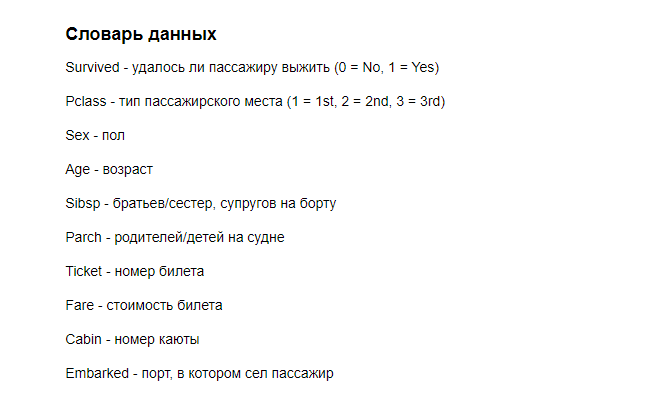 Словарь данных
Survived - удалось ли пассажиру выжить (0 = No, 1 = Yes)
Pclass - тип пассажирского места (1 = 1st, 2 = 2nd, 3 = 3rd)
Sex - пол
Age - возраст
Sibsp - братьев/сестер, супругов на борту
Parch - родителей/детей на судне
Ticket - номер билета
Fare - стоимость билета
Cabin - номер каюты
Embarked - порт, в котором сел пассажир